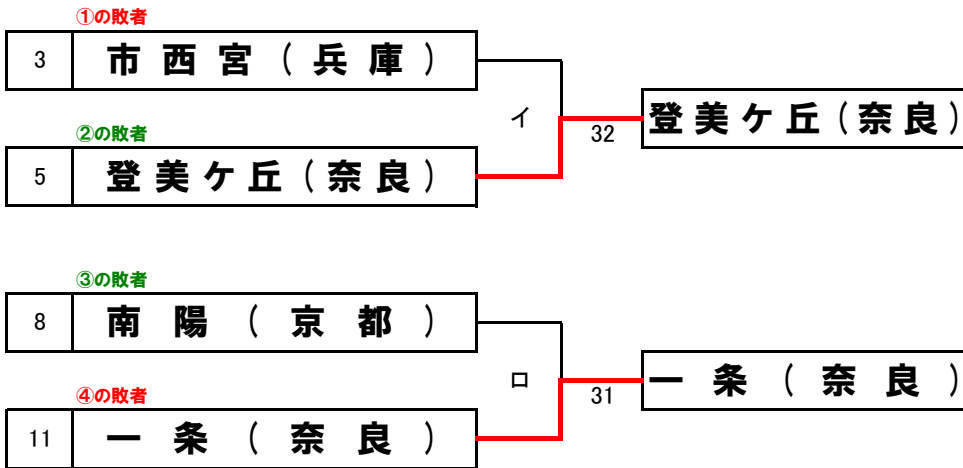 ①の敗者
3 市西宮(兵庫)
イ
32 登美ケ丘(奈良)
②の敗者
5 登美ケ丘(奈良)
③の敗者
8 南陽(京都)
ロ
31 一条(奈良)
④の敗者
11 一条(奈良)